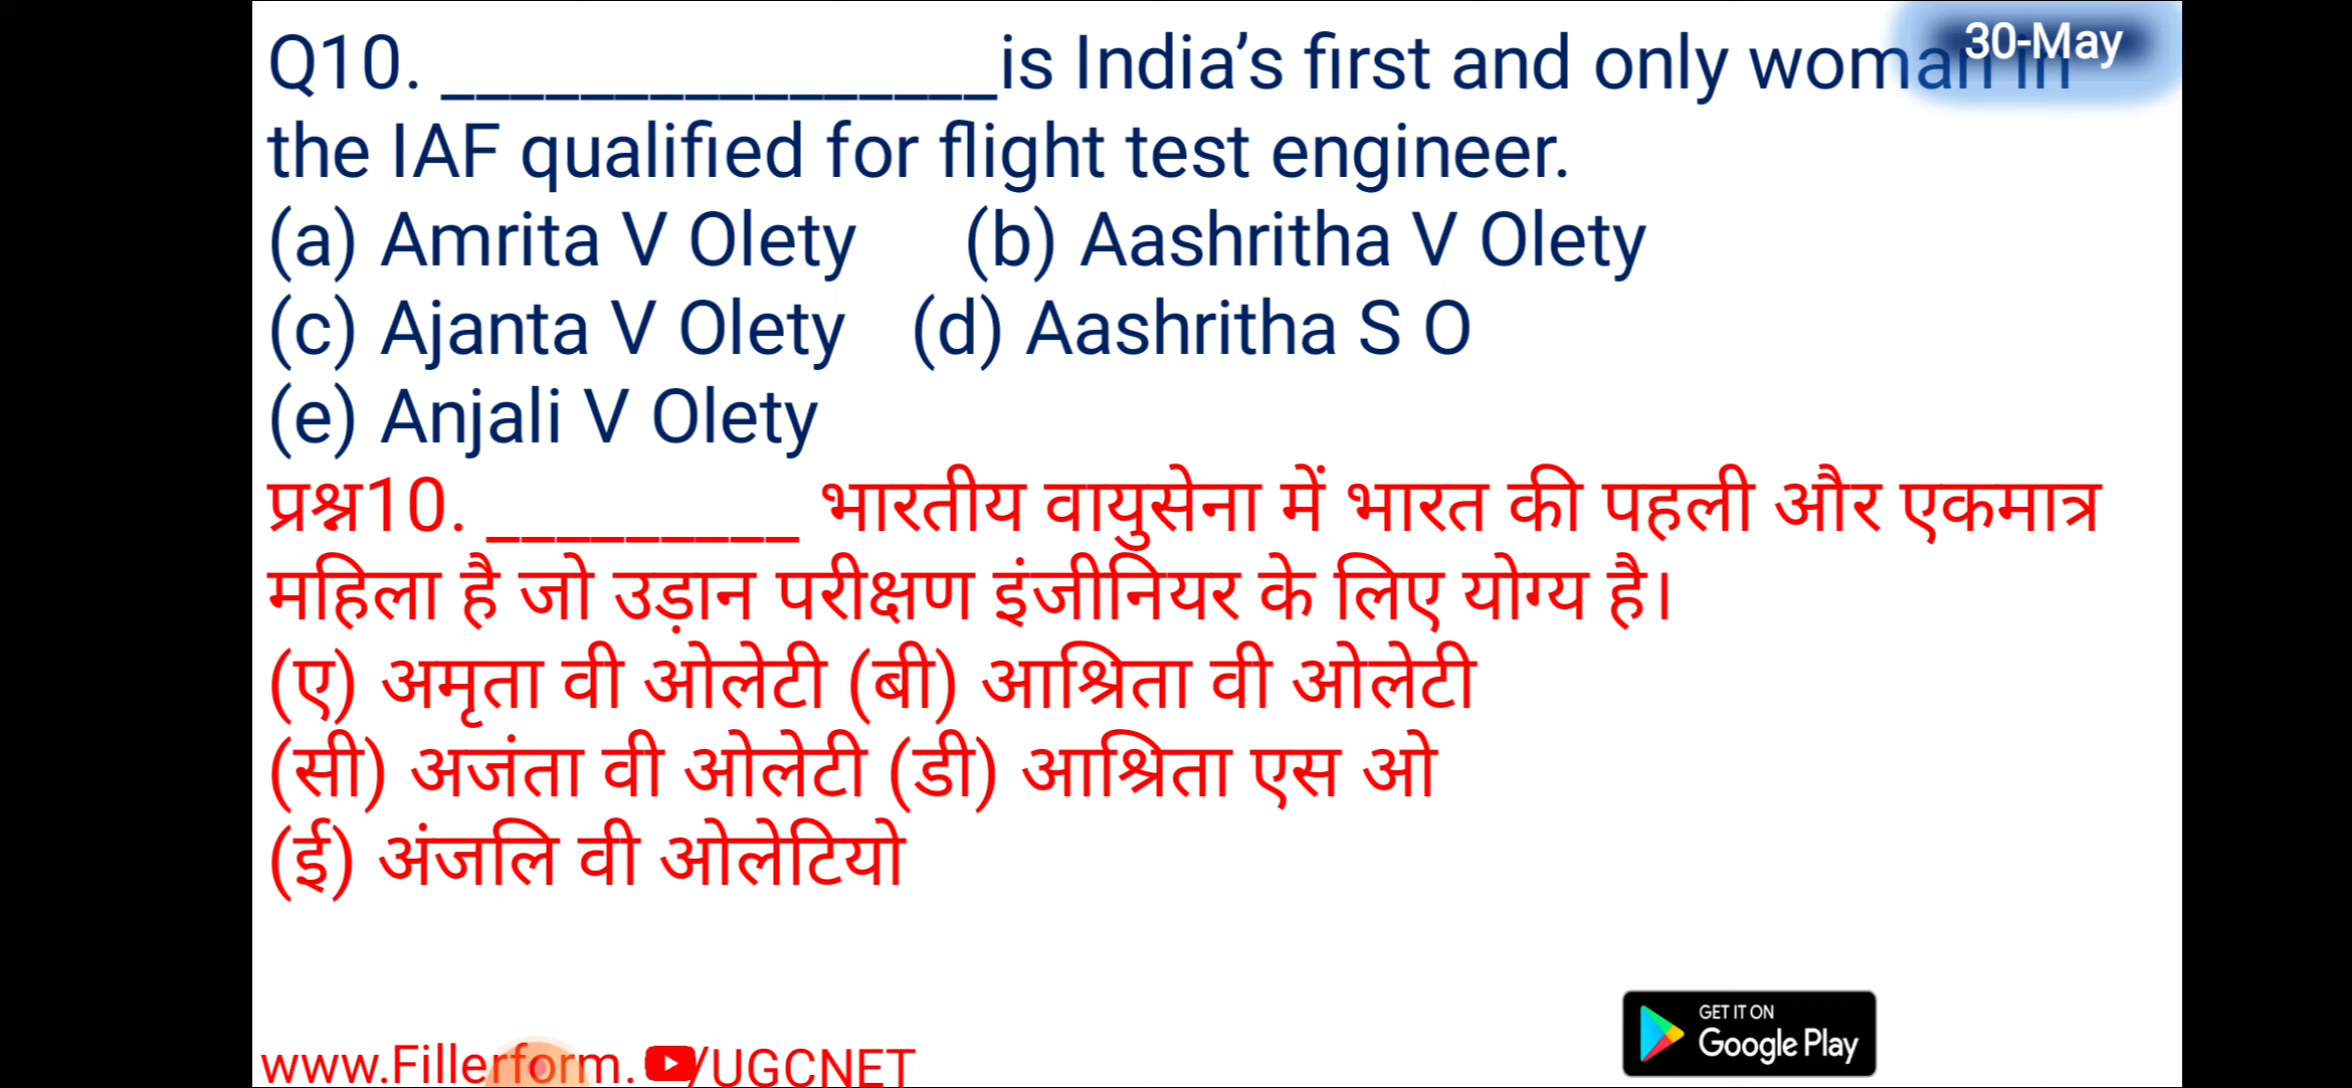 30-May
Q10. ________________is India's first and only woman in
the IAF qualified for flight test engineer.
(a) Amrita V Olety (b) Aashritha V Olety
(c) Ajanta V Olety (d) Aashritha S O
(e) Anjali V Olety
प्रश्न10. _________ भारतीय वायुसेना में भारत की पहली और एकमात्र
महिला है जो उड़ान परीक्षण इंजीनियर के लिए योग्य है।
(ए) अमृता वी ओलेटी (बी) आश्रिता वी ओलेटी
(सी) अजंता वी ओलेटी (डी) आश्रिता एस ओ
(ई) अंजलि वी ओलेटियो
GET IT ON
Google Play
www.Fillerform. /UGCNET